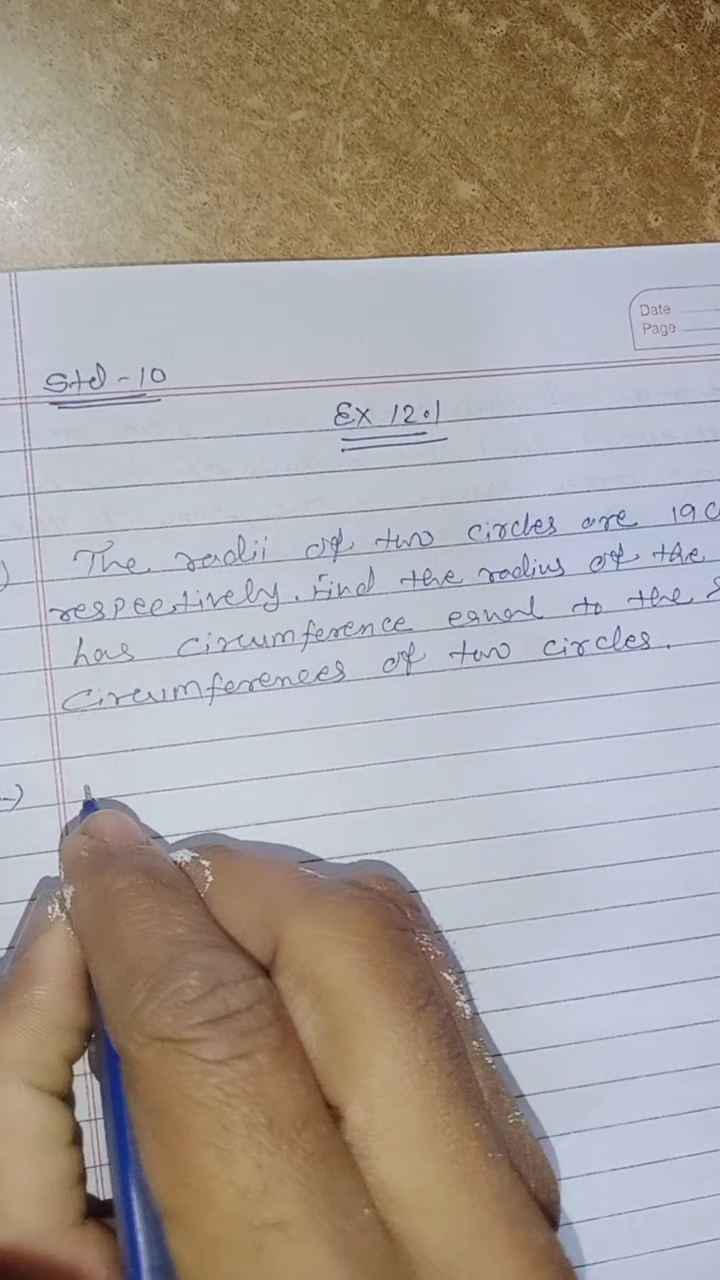 Date
Page
Std - 10
Ex 12.1
The radii of two circles are 19
respectively. Find the radius of the
has circumference equal to the
circumferences of two circles.